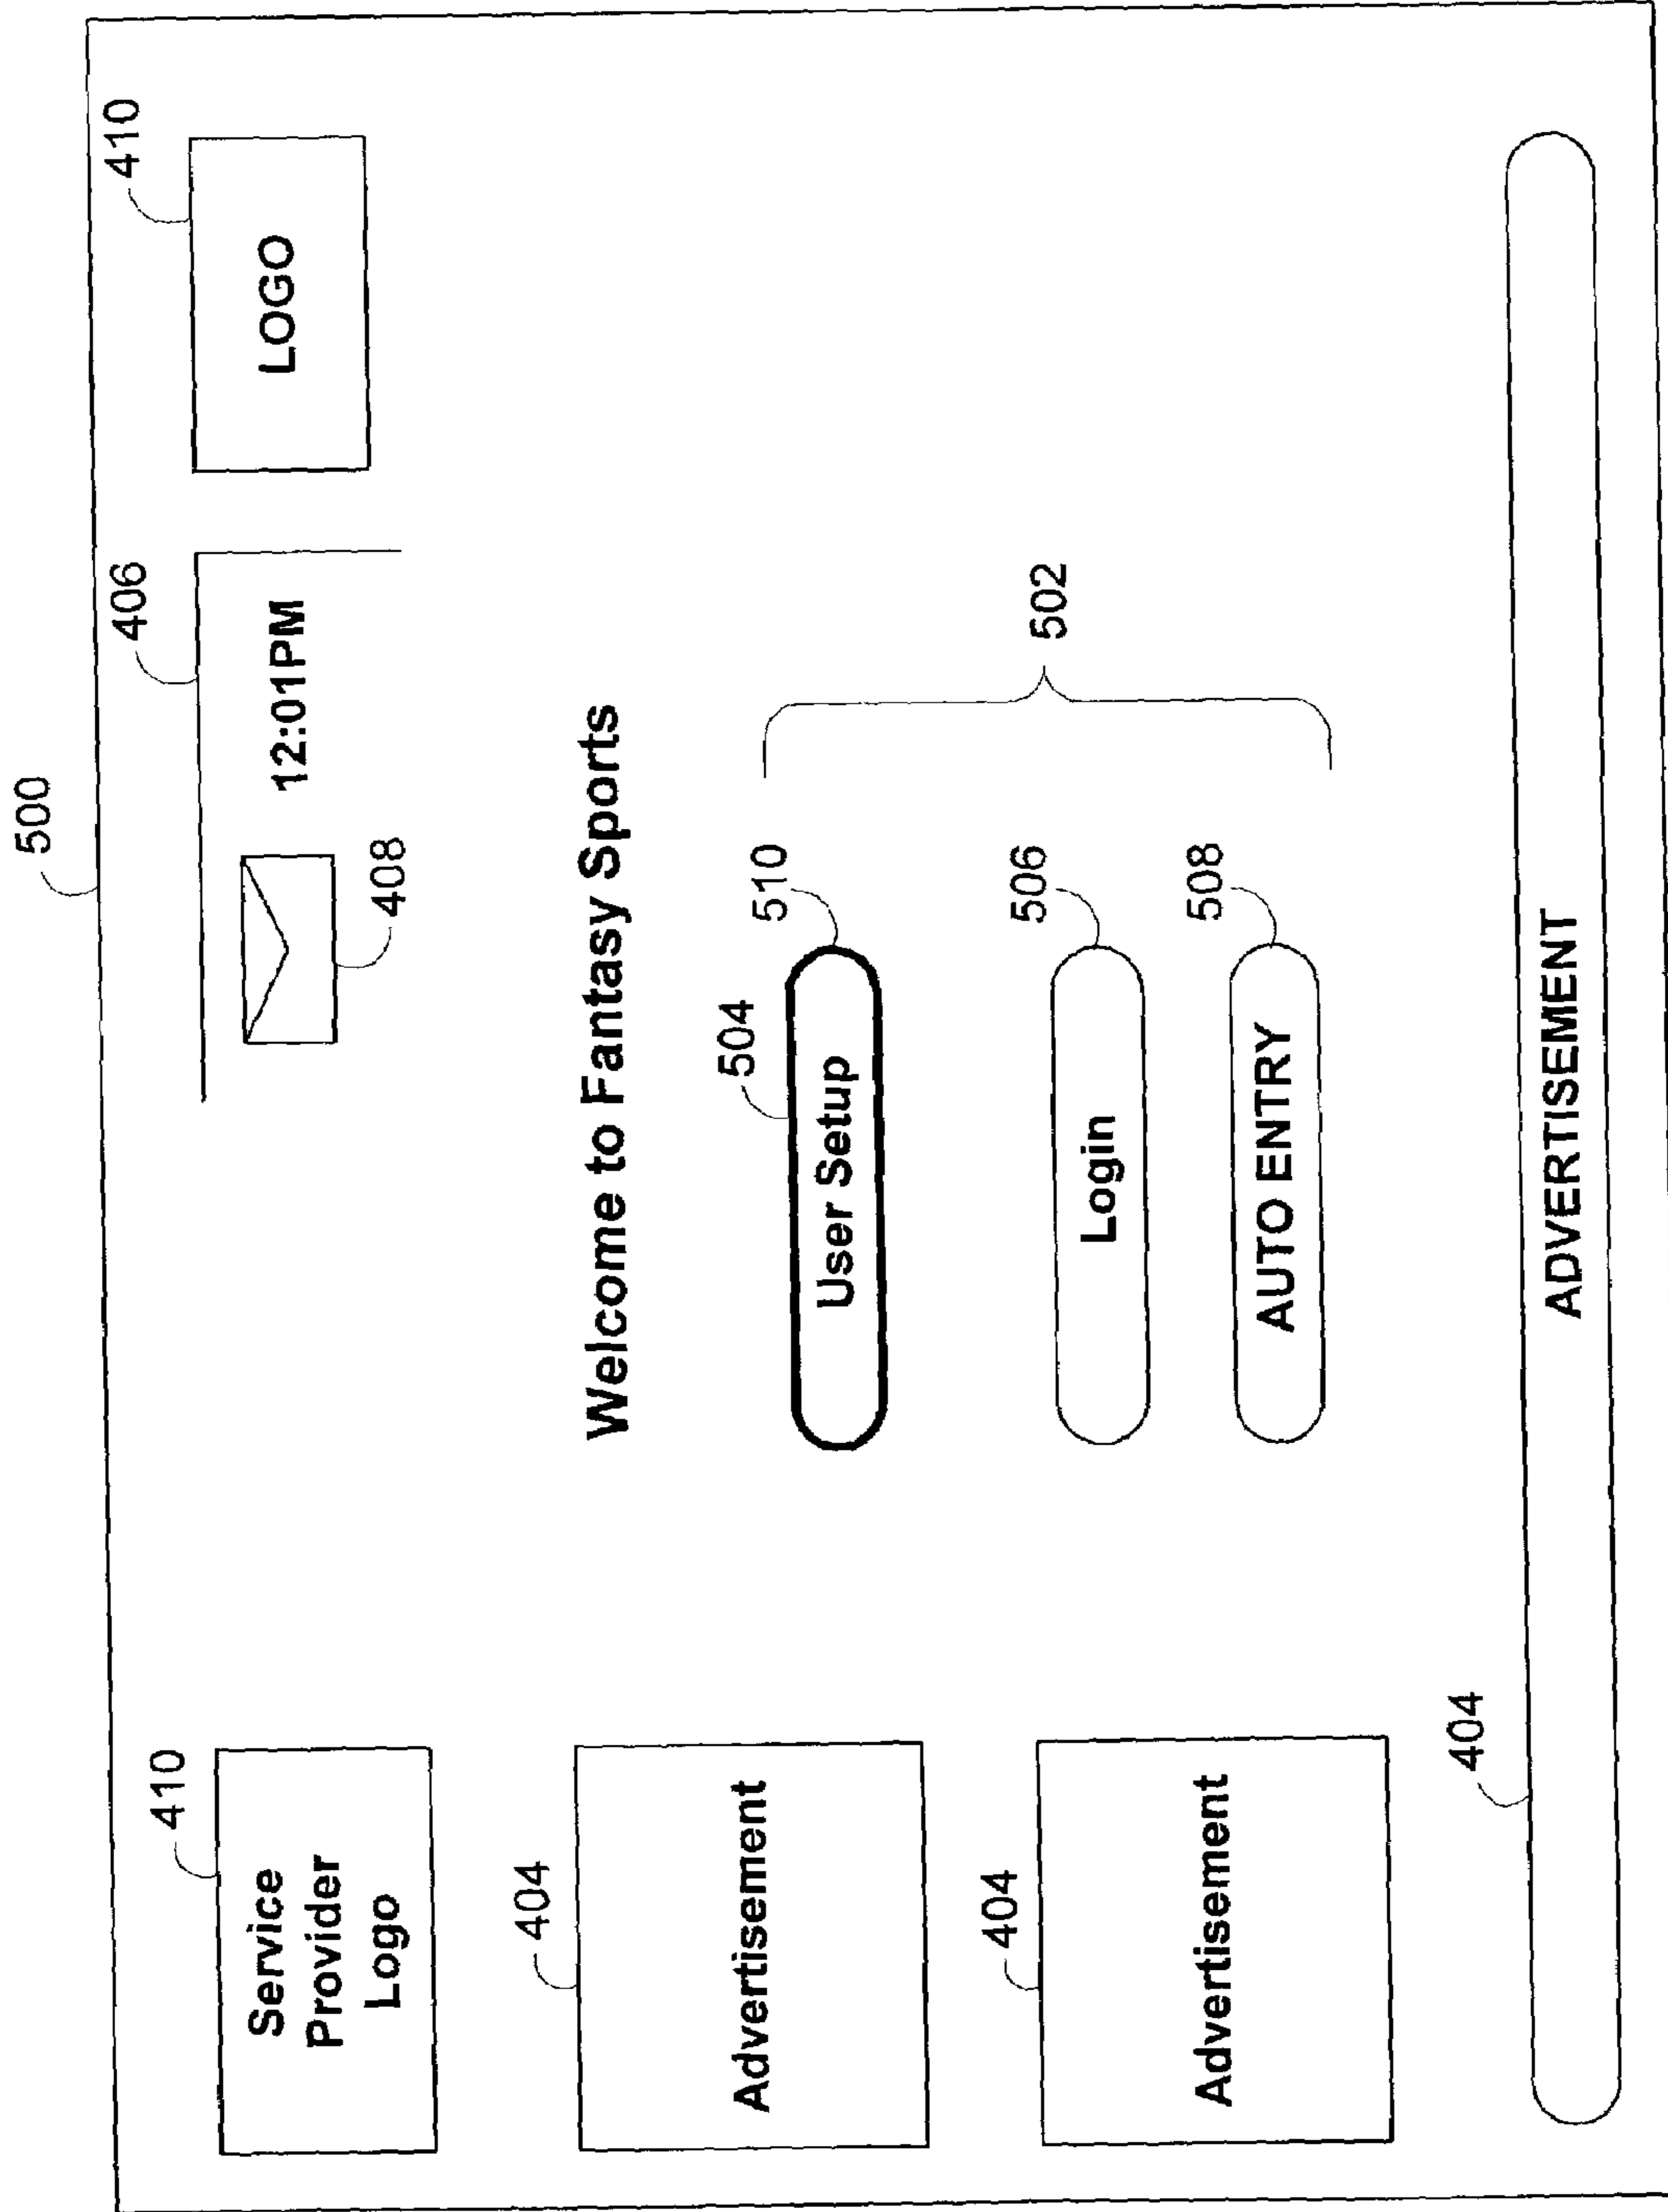 500
410
406
410
Service
Provider
Logo
12:01PM
LOGO
408
Welcome to Fantasy Sports
404
Advertisement
504
510
User Setup
502
404
Advertisement
506
Login
508
AUTO ENTRY
404
ADVERTISEMENT